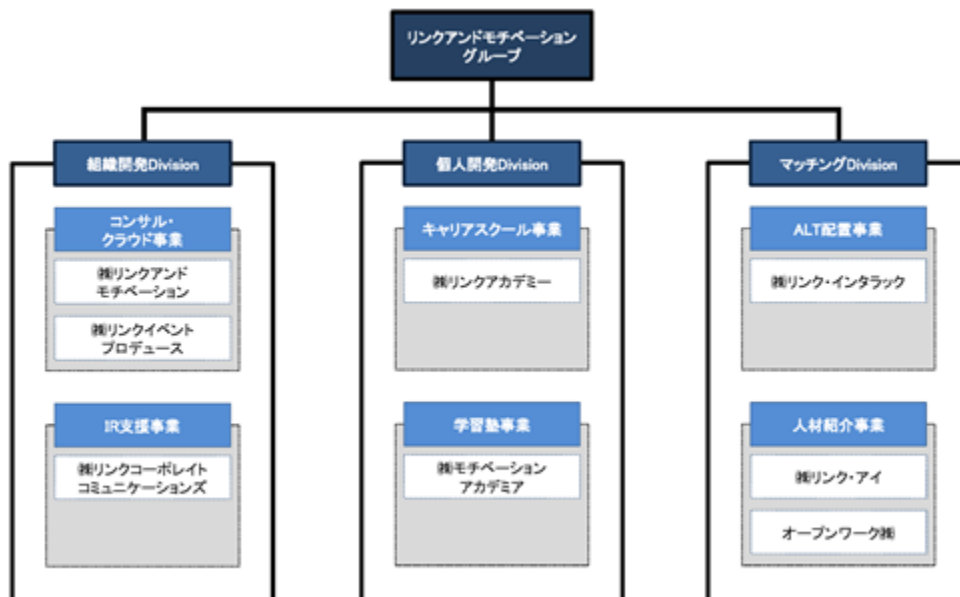 リンクアンドモチベーション
グループ
組織開発Division
個人開発Division
マッチングDivision
コンサル・
クラウド事業
㈱リンクアンド
モチベーション
㈱リンクイベント
プロデュース
IR支援事業
㈱リンクコーポレイト
コミュニケーションズ
キャリアスクール事業
㈱リンクアカデミー
学習塾事業
㈱モチベーション
アカデミア
ALT配置事業
㈱リンク・インタラック
人材紹介事業
㈱リンク・アイ
オープンワーク㈱